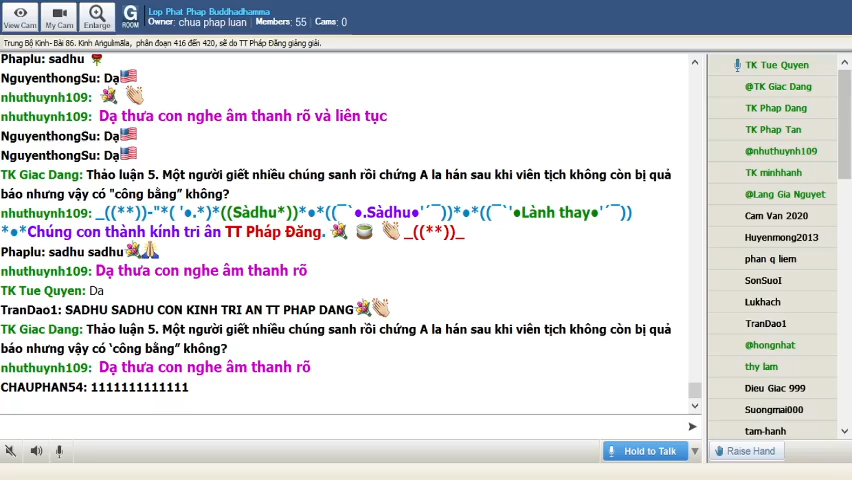 View Cam
My Cam
Enlarge
G
ROOM
Lop Phat Phap Buddhadhamma
Owner: chua phap luan Members: 55 Cams: 0
Trung Bộ Kinh- Bài 86. Kinh Angulimāla, phân đoạn 416 đến 420, sẽ do TT Pháp Đăng giảng giải.
Phaplu: sadhu
NguyenthongSu: Dạ
nhuthuynh109:
nhuthuynh109: Dạ thưa con nghe âm thanh rõ và liên tục
NguyenthongSu: Dạ
NguyenthongSu: Dạ
TK Giac Dang: Thảo luận 5. Một người giết nhiều chúng sanh rồi chứng A la hán sau khi viên tịch không còn bị quả
báo nhưng vậy có "công bằng" không?
nhuthuynh109: _((**))-"*( '●.*)*((Sàdhu*))*●*((¯`●.Sàdhu●'´¯))*●*((¯`'●Lành thay●'´¯))
*●*Chúng con thành kính tri ân TT Pháp Đăng. _((**))_
Phaplu: sadhu sadhu
nhuthuynh109: Dạ thưa con nghe âm thanh rõ
TK Tue Quyen: Da
TranDao1: SADHU SADHU CON KINH TRI AN TT PHAP DANG
TK Giac Dang: Thảo luận 5. Một người giết nhiều chúng sanh rồi chứng A la hán sau khi viên tịch không còn bị quả
báo nhưng vậy có ‘công bằng” không?
nhuthuynh109: Dạ thưa con nghe âm thanh rõ
CHAUPHAN54: 1111111111111
Hold to Talk
TK Tue Quyen
@TK Giac Dang
TK Phap Dang
TK Phap Tan
@nhuthuynh109
TK minhhanh
@Lang Gia Nguyet
Cam Van 2020
Huyenmong2013
phan q liem
SonSuoI
Lukhach
TranDao1
@hongnhat
thy lam
Dieu Giac 999
Suongmai000
tam-hanh
Raise Hand